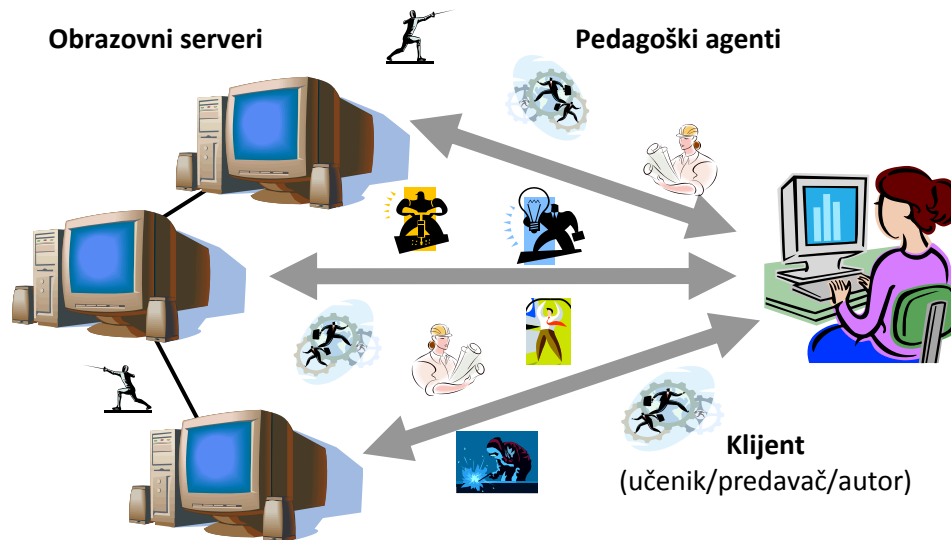 Obrazovni serveri
Pedagoški agenti
Klijent
(učenik/predavač/autor)